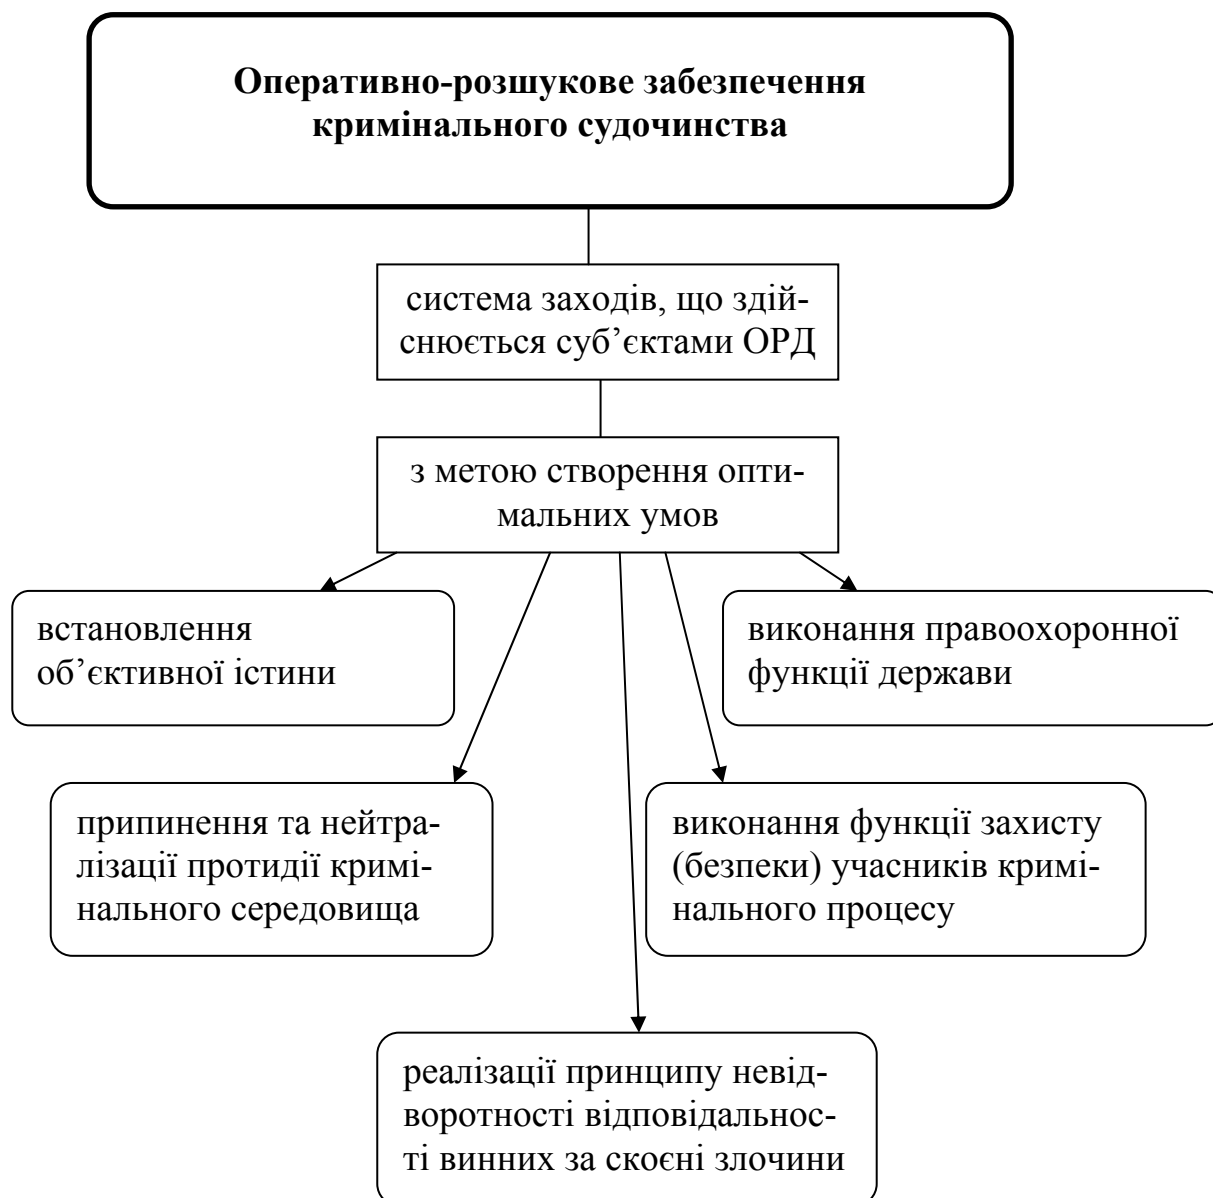 Оперативно-розшукове забезпечення
кримінального судочинства
система заходів, що здій-
снюється суб’єктами ОРД
з метою створення опти-
мальних умов
встановлення
об’єктивної істини
виконання правоохоронної
функції держави
припинення та нейтра-
лізації протидії кримі-
нального середовища
виконання функції захисту
(безпеки) учасників кримі-
нального процесу
реалізації принципу невід-
воротності відповідальнос-
ті винних за скоєні злочини